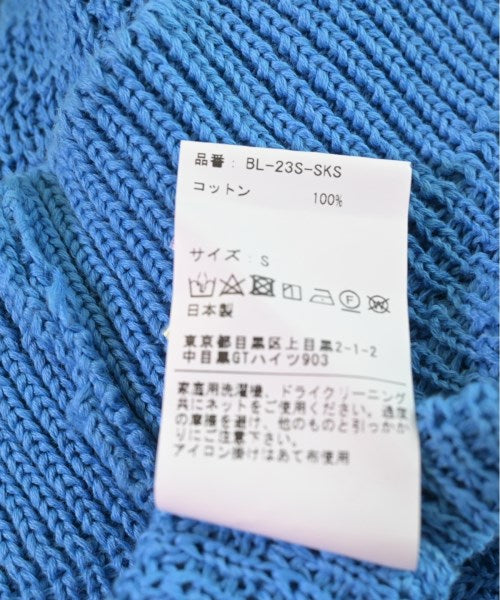 品番: BL-23S-SKS
コットン 100%
サイズ: S
日本製
東京都目黒区上目黒2-1-2
中目黒GTハイツ903
家庭用洗濯機、ドライクリーニング
共にネットをご使用ください。過度
の摩擦を避け、他のものと引っかか
りにご注意下さい。
アイロン掛けはあて布使用